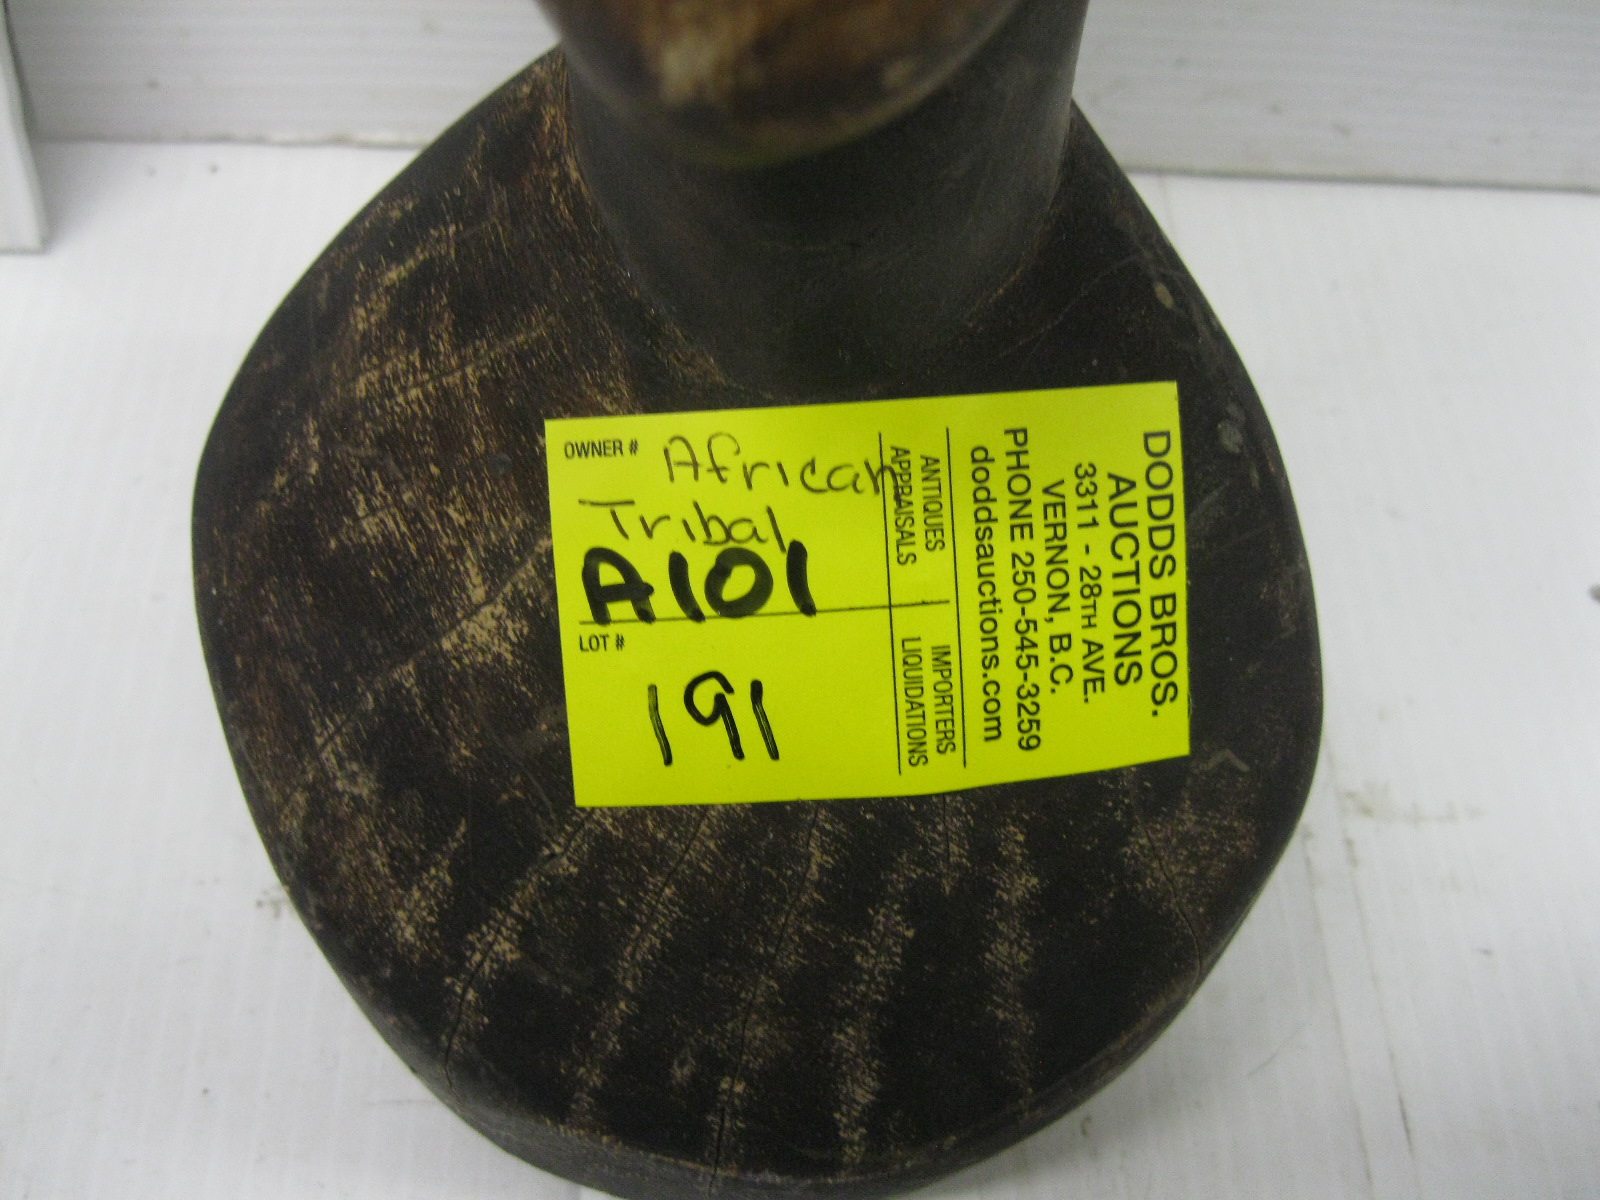 OWNER # African
Tribal
A101
LOT #
191
ANTIQUES
APPRAISALS
IMPORTERS
LIQUIDATIONS
DODDS BROS.
AUCTIONS
3311 - 28TH AVE.
VERNON, B.C.
PHONE 250-545-3259
doddsauctions.com